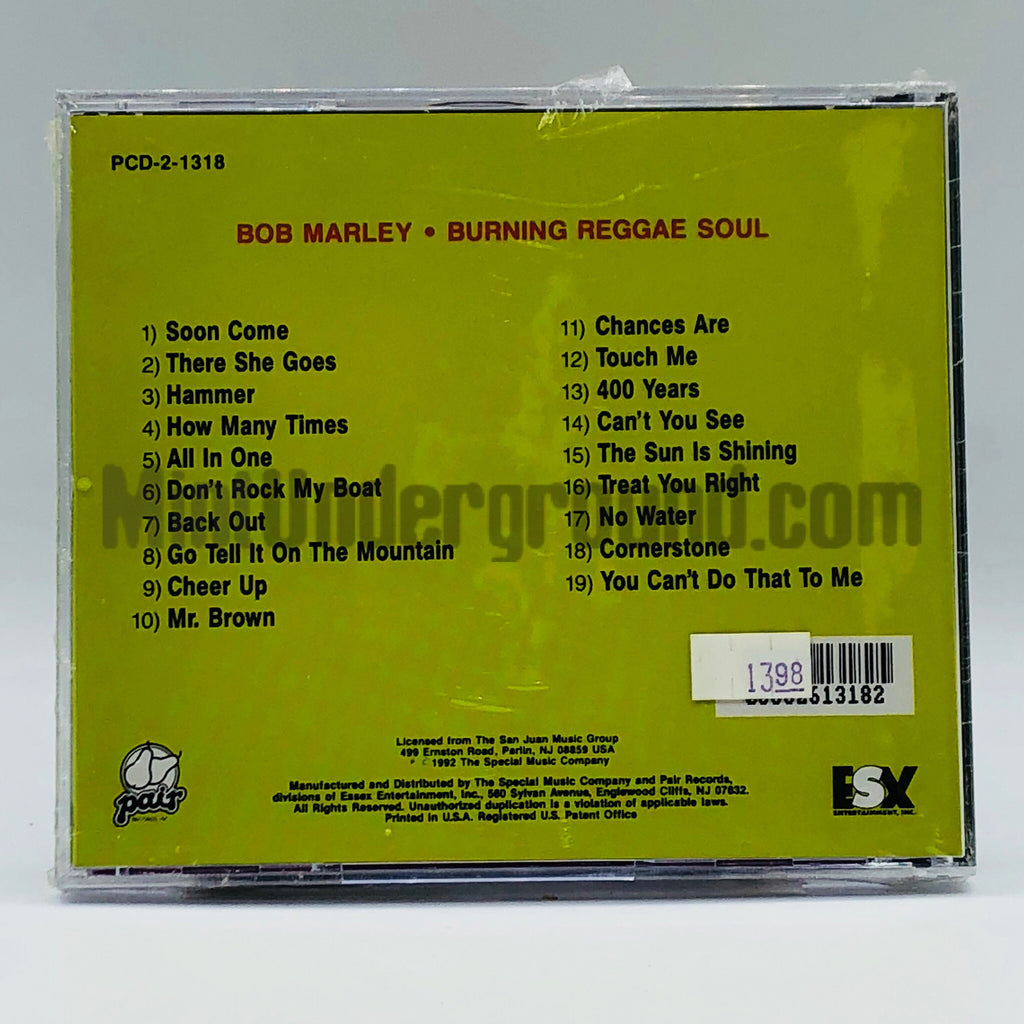 PCD-2-1318
BOB MARLEY • BURNING REGGAE SOUL
1) Soon Come
2) There She Goes
3) Hammer
4) How Many Times
5) All In One
6) Don't Rock My Boat
7) Back Out
8) Go Tell It On The Mountain
9) Cheer Up
10) Mr. Brown
11) Chances Are
12) Touch Me
13) 400 Years
14) Can't You See
15) The Sun Is Shining
16) Treat You Right
17) No Water
18) Cornerstone
19) You Can't Do That To Me
1398
513182
Licensed from The San Juan Music Group
499 Ernston Road, Parlin, NJ 08859 USA
P C 1992 The Special Music Company
Manufactured and Distributed by The Special Music Company and Pair Records,
divisions of Essex Entertainment, Inc., 560 Sylvan Avenue, Englewood Cliffs, NJ 07632.
All Rights Reserved. Unauthorized duplication is a violation of applicable laws.
Printed in U.S.A. Registered U.S. Patent Office
pair
ESX
ENTERTAINMENT, INC.